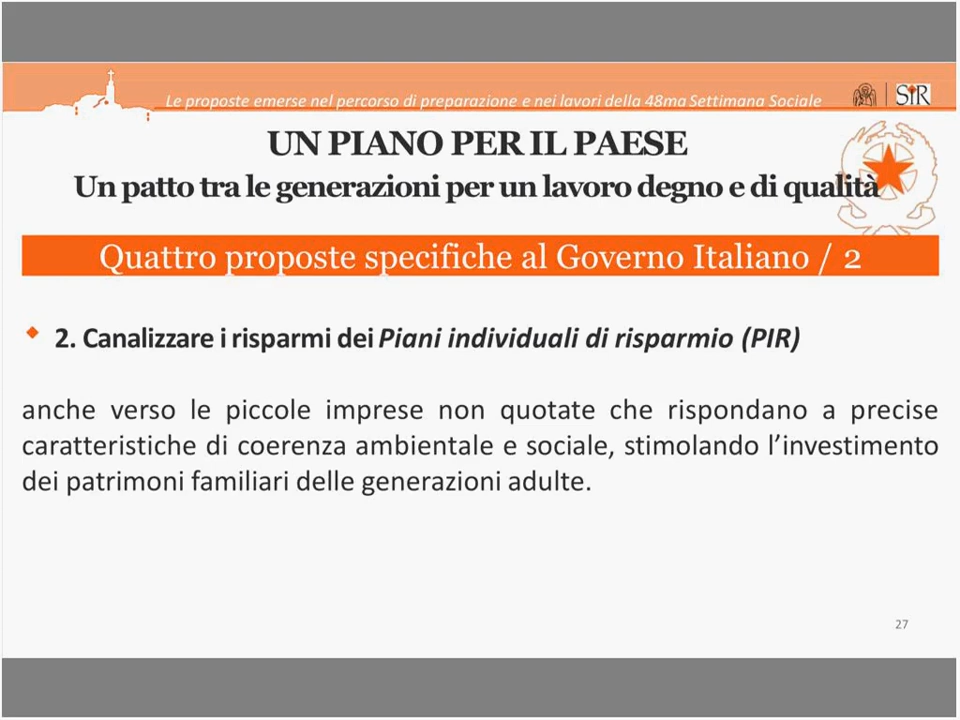 Le proposte emerse nel percorso di preparazione e nei lavori della 48ma Settimana Sociale
SIR
UN PIANO PER IL PAESE
Un patto tra le generazioni per un lavoro degno e di qualità
Quattro proposte specifiche al Governo Italiano / 2
2. Canalizzare i risparmi dei Piani individuali di risparmio (PIR)
anche verso le piccole imprese non quotate che rispondano a precise
caratteristiche di coerenza ambientale e sociale, stimolando l’investimento
dei patrimoni familiari delle generazioni adulte.
27